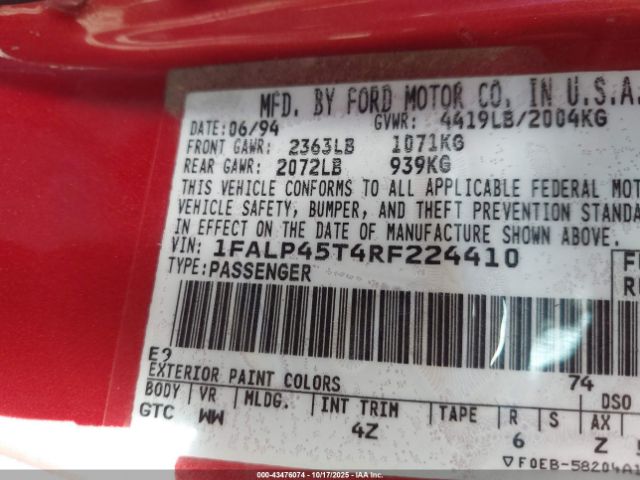 MFD. BY FORD MOTOR CO. IN U.S.A.
DATE: 06/94 GVWR: 4419LB/2004KG
FRONT GAWR: 2363LB 1071KG
REAR GAWR: 2072LB 939KG
THIS VEHICLE CONFORMS TO ALL APPLICABLE FEDERAL MOT
VEHICLE SAFETY, BUMPER, AND THEFT PREVENTION STANDA
IN EFFECT ON THE DATE OF MANUFACTURE SHOWN ABOVE.
VIN: 1FALP45T4RF224410
TYPE: PASSENGER
EXTERIOR PAINT COLORS 74 DSO
BODY VR MLDG. INT TRIM TAPE R S AX
GTC WW 4Z 6 Z
▽F0EB-58204A1
© 43476074 - 10/17/2025 - IAA Holdings, LLC